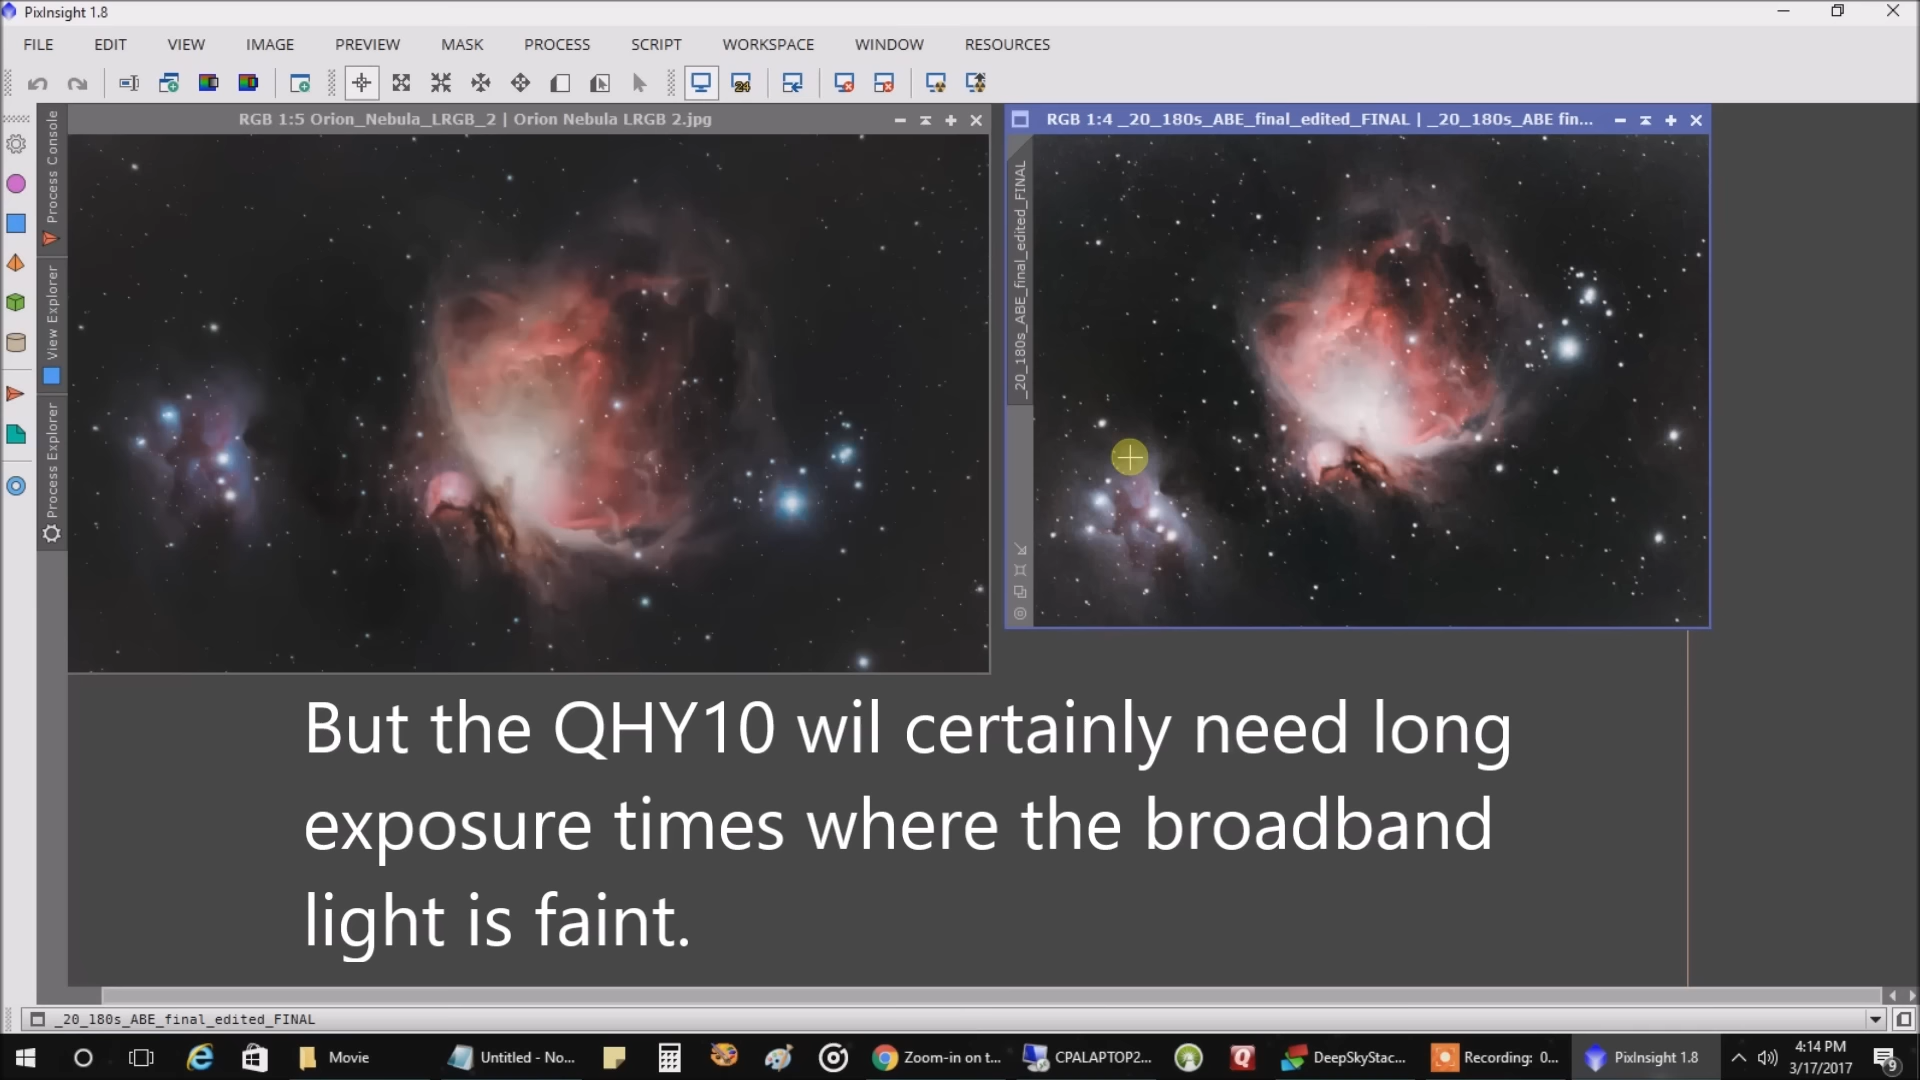 PixInsight 1.8
FILE EDIT VIEW IMAGE PREVIEW MASK PROCESS SCRIPT WORKSPACE WINDOW RESOURCES
24
Process Console
View Explorer
Process Explorer
RGB 1:5 Orion_Nebula_LRGB_2 | Orion Nebula LRGB 2.jpg
RGB 1:4 _20_180s_ABE_final_edited_FINAL | _20_180s_ABE fin...
_20_180s_ABE_final_edited_FINAL
But the QHY10 wil certainly need long
exposure times where the broadband
light is faint.
_20_180s_ABE_final_edited_FINAL
Movie
Untitled - No...
Zoom-in on t...
CPALAPTOP2...
DeepSkyStac...
Recording: 0...
PixInsight 1.8
4:14 PM
3/17/2017
9